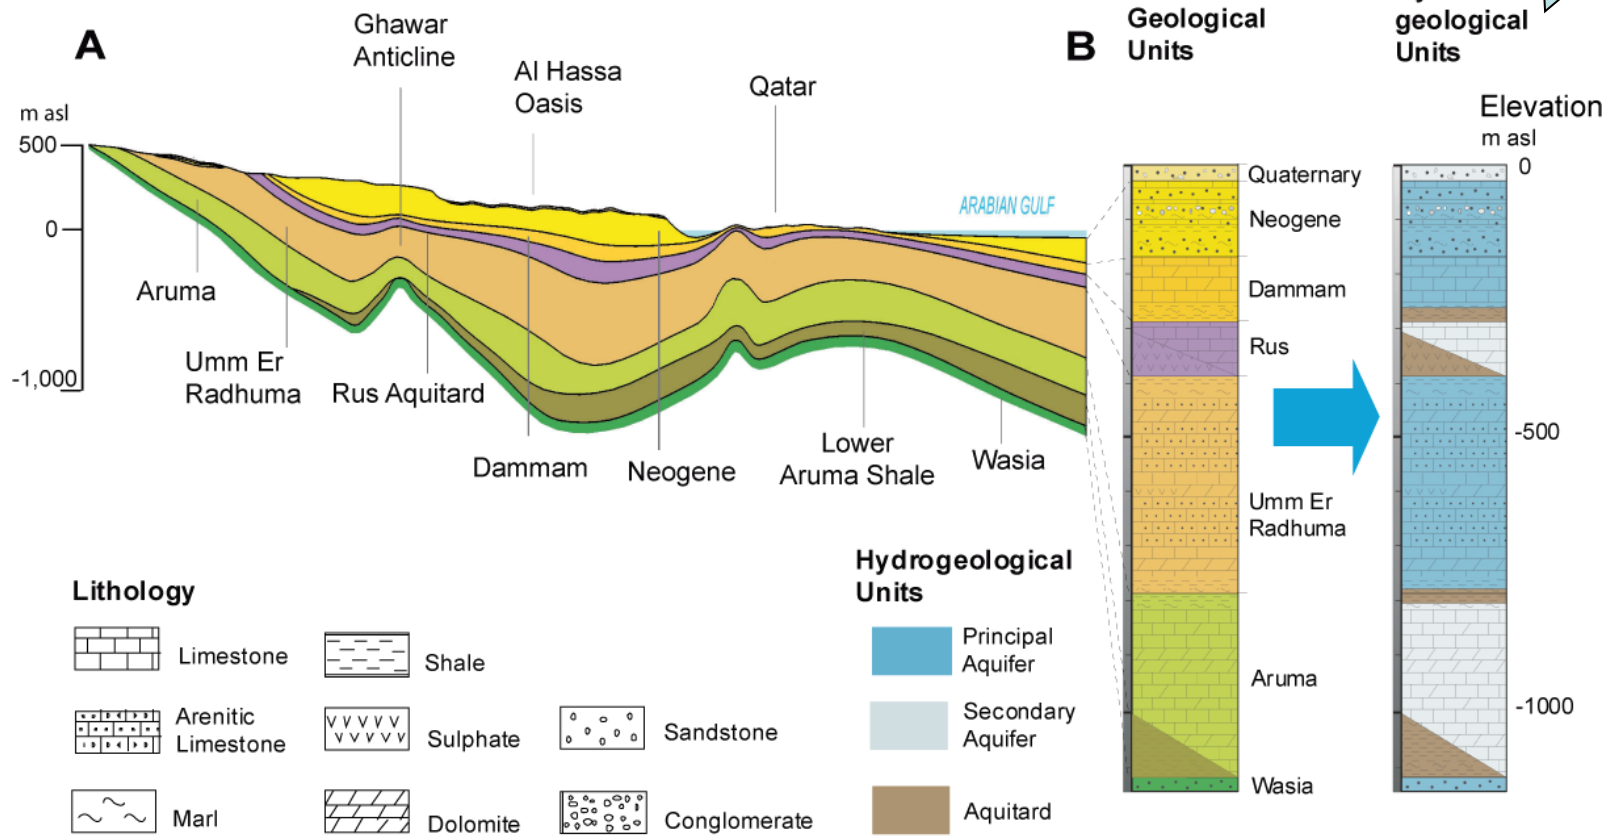 A
Ghawar
Anticline
Al Hassa
Oasis
Qatar
m asl
500
0
-1,000
ARABIAN GULF
Aruma
Umm Er
Radhuma
Rus Aquitard
Dammam
Neogene
Lower
Aruma Shale
Wasia
B
Geological
Units
geological
Units
Elevation
m asl
0
-500
-1000
Quaternary
Neogene
Dammam
Rus
Umm Er
Radhuma
Aruma
Wasia
Lithology
Limestone
Shale
Arenitic
Limestone
Sulphate
Sandstone
Marl
Dolomite
Conglomerate
Hydrogeological
Units
Principal
Aquifer
Secondary
Aquifer
Aquitard